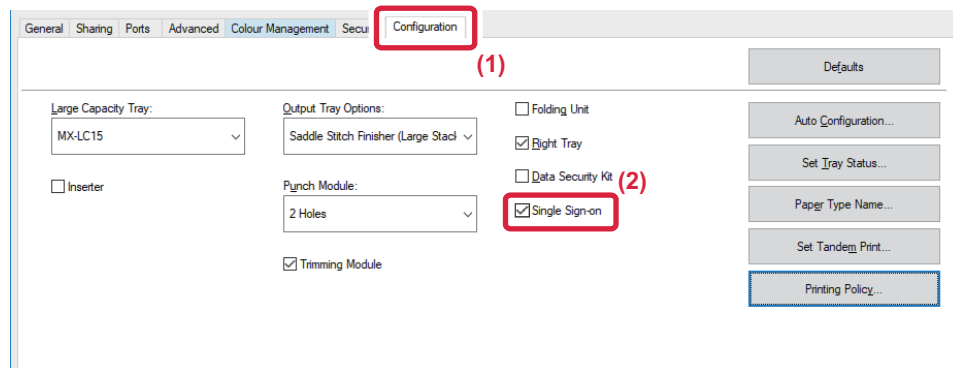 General Sharing Ports Advanced Colour Management Secu Configuration
(1)
Defaults
Large Capacity Tray:
MX-LC15
Inserter
Output Tray Options:
Saddle Stitch Finisher (Large Stack
Punch Module:
2 Holes
Trimming Module
Folding Unit
Right Tray
Data Security Kit
(2)
Single Sign-on
Auto Configuration...
Set Tray Status...
Paper Type Name...
Set Tandem Print...
Printing Policy...